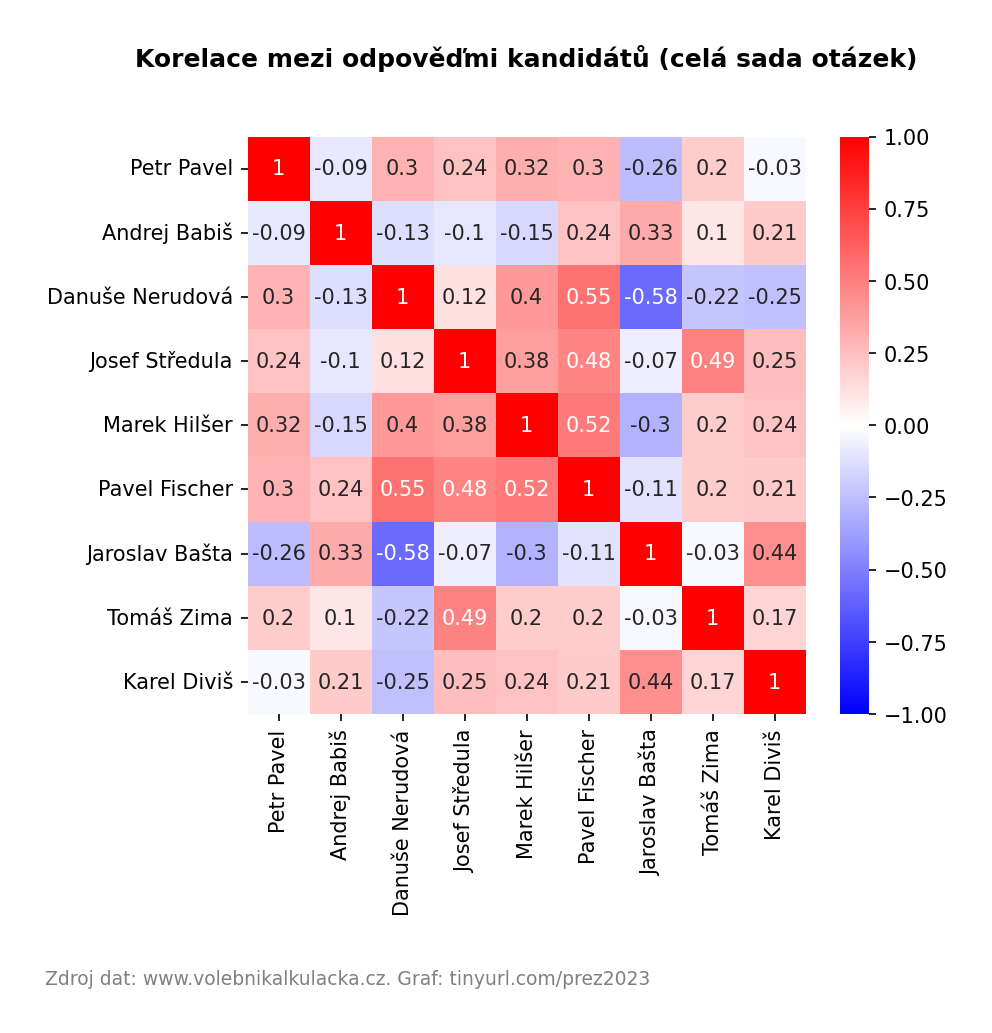 Korelace mezi odpověďmi kandidátů (celá sada otázek)
Petr Pavel 1 -0.09 0.3 0.24 0.32 0.3 -0.26 0.2 -0.03
Andrej Babiš -0.09 1 -0.13 -0.1 -0.15 0.24 0.33 0.1 0.21
Danuše Nerudová 0.3 -0.13 1 0.12 0.4 0.55 -0.58 -0.22 -0.25
Josef Středula 0.24 -0.1 0.12 1 0.38 0.48 -0.07 0.49 0.25
Marek Hilšer 0.32 -0.15 0.4 0.38 1 0.52 -0.3 0.2 0.24
Pavel Fischer 0.3 0.24 0.55 0.48 0.52 1 -0.11 0.2 0.21
Jaroslav Bašta -0.26 0.33 -0.58 -0.07 -0.3 -0.11 1 -0.03 0.44
Tomáš Zima 0.2 0.1 -0.22 0.49 0.2 0.2 -0.03 1 0.17
Karel Diviš -0.03 0.21 -0.25 0.25 0.24 0.21 0.44 0.17 1
Petr Pavel
Andrej Babiš
Danuše Nerudová
Josef Středula
Marek Hilšer
Pavel Fischer
Jaroslav Bašta
Tomáš Zima
Karel Diviš
1.00
0.75
0.50
0.25
0.00
−0.25
−0.50
−0.75
−1.00
Zdroj dat: www.volebnikalkulacka.cz. Graf: tinyurl.com/prez2023